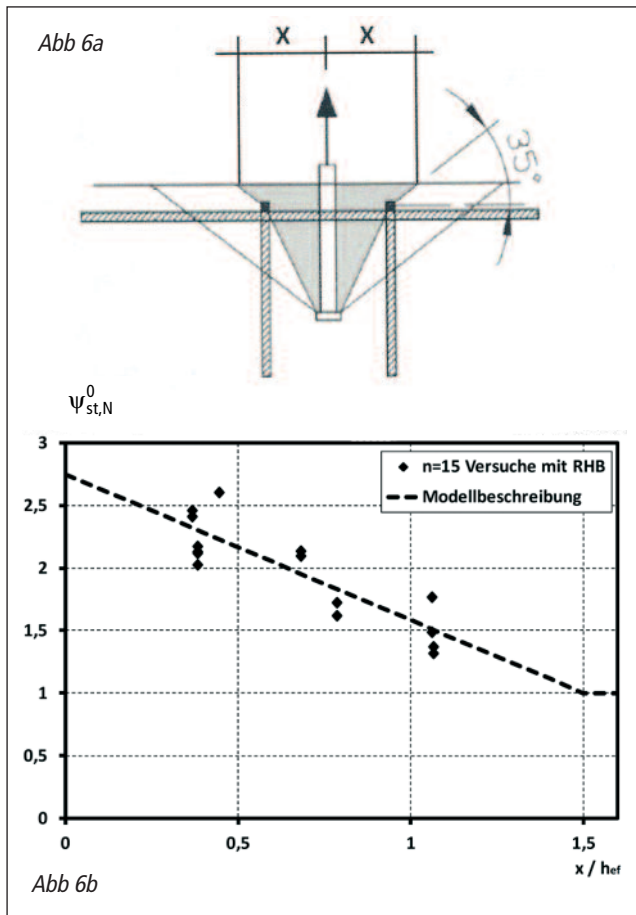 Abb 6a
X X
35°
ψ⁰st,N
3
n=15 Versuche mit RHB
Modellbeschreibung
2,5
2
1,5
1
0,5
0
0 0,5 1 1,5
x / hef
Abb 6b